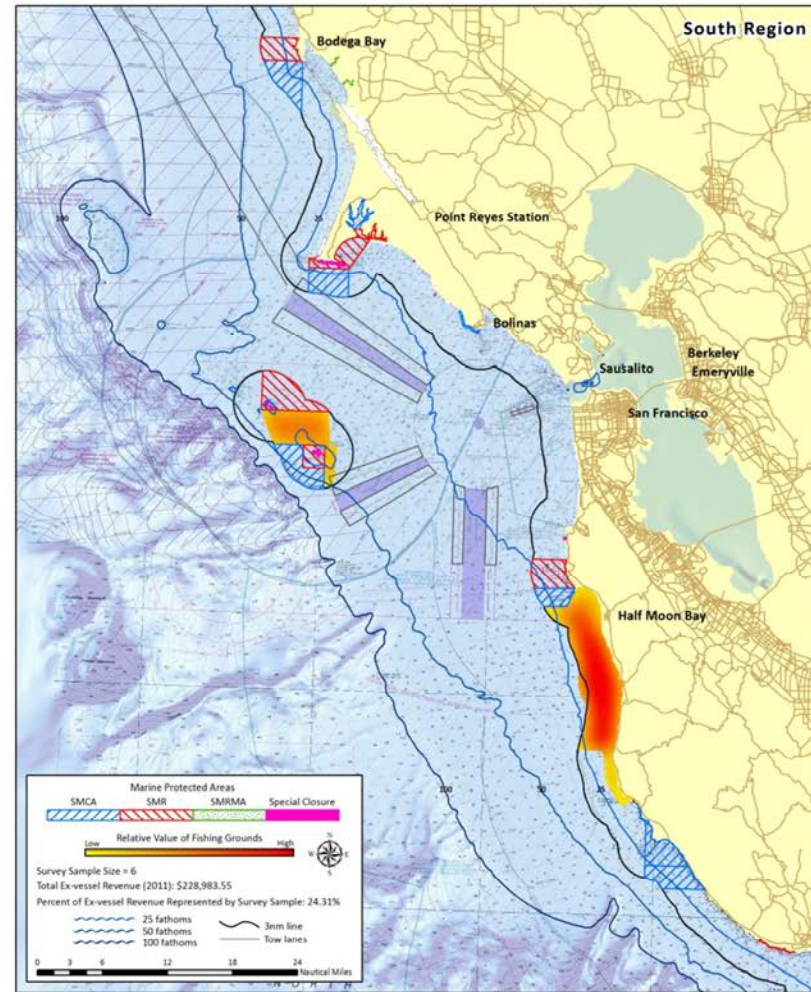 South Region
Bodega Bay
Point Reyes Station
Bolinas
Sausalito
Berkeley
Emeryville
San Francisco
Half Moon Bay
100
50
25
100
50
25
Marine Protected Areas
SMCA SMR SMRMA Special Closure
Relative Value of Fishing Grounds
Low High
N
W E
S
Survey Sample Size = 6
Total Ex-vessel Revenue (2011): $228,983.55
Percent of Ex-vessel Revenue Represented by Survey Sample: 24.31%
25 fathoms
50 fathoms
100 fathoms
3nm line
Tow lanes
0 3 6 12 18 24
Nautical Miles